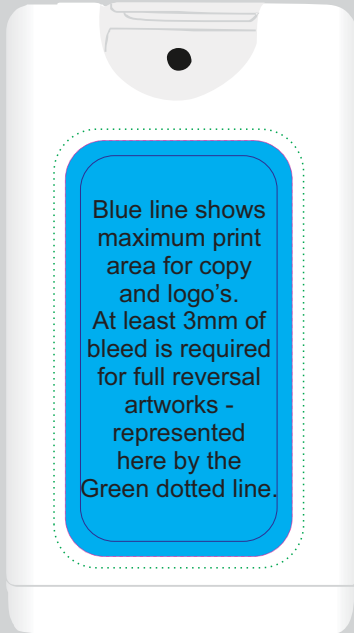 Blue line shows
maximum print
area for copy
and logo’s.
At least 3mm of
bleed is required
for full reversal
artworks -
represented
here by the
Green dotted line.